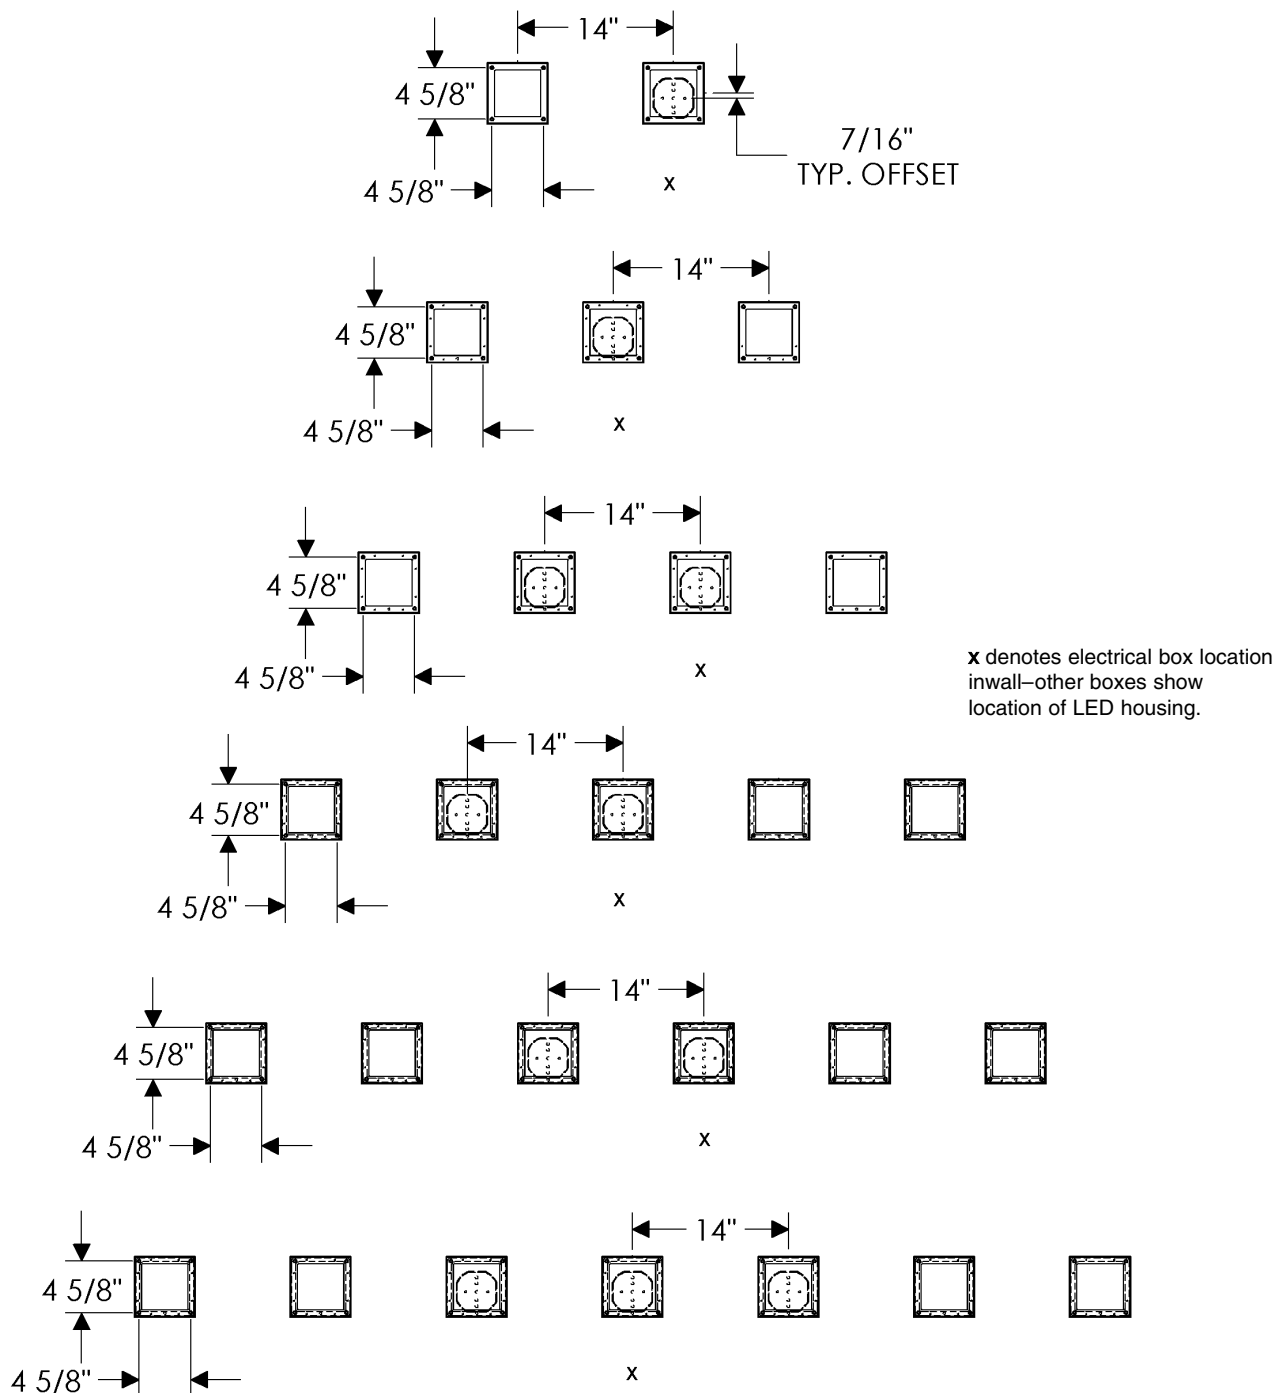 14"
4 5/8"
7/16"
TYP. OFFSET
4 5/8"
x
14"
4 5/8"
x
4 5/8"
14"
4 5/8"
x denotes electrical box location
inwall–other boxes show
location of LED housing.
x
4 5/8"
14"
4 5/8"
x
4 5/8"
14"
4 5/8"
x
4 5/8"
14"
4 5/8"
x
4 5/8"